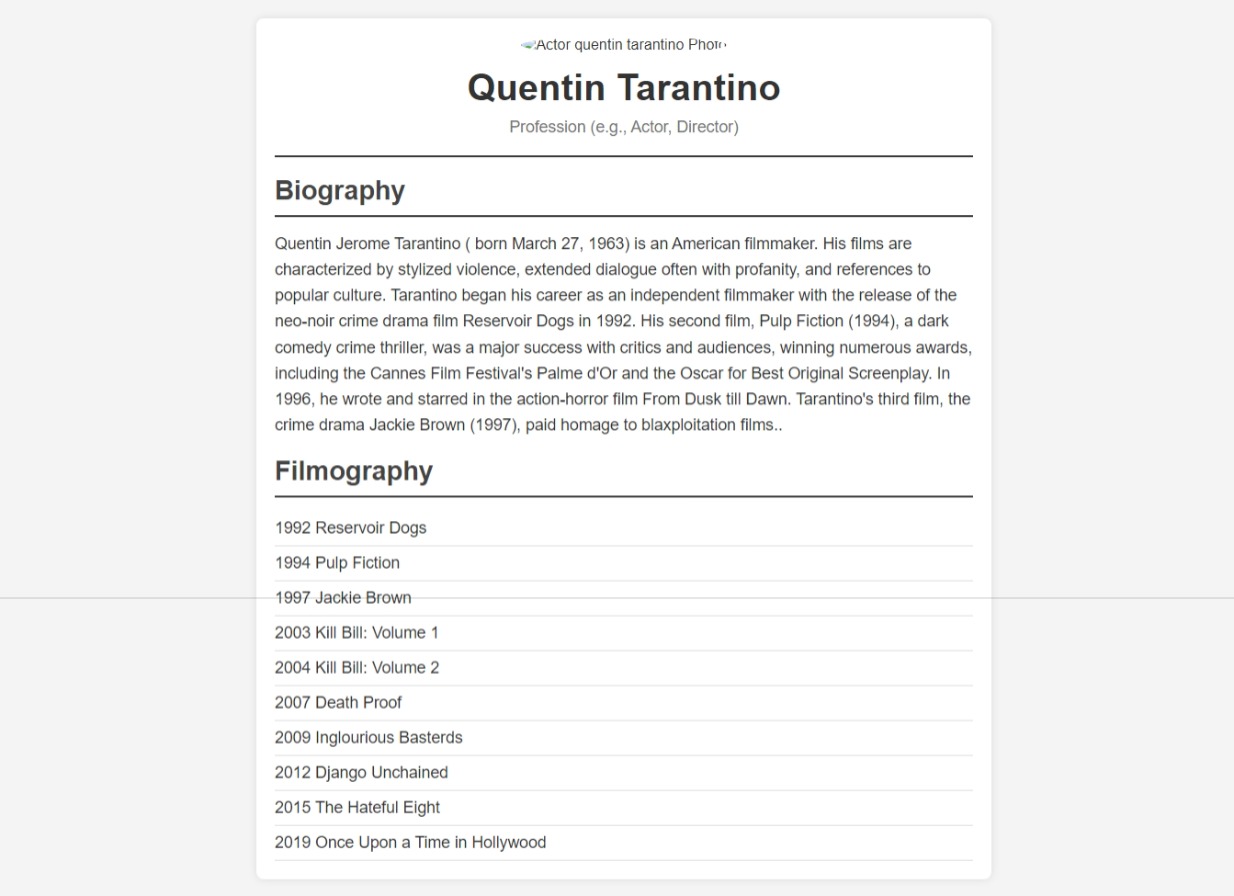 Actor quentin tarantino Photo
Quentin Tarantino
Profession (e.g., Actor, Director)
Biography
Quentin Jerome Tarantino ( born March 27, 1963) is an American filmmaker. His films are
characterized by stylized violence, extended dialogue often with profanity, and references to
popular culture. Tarantino began his career as an independent filmmaker with the release of the
neo-noir crime drama film Reservoir Dogs in 1992. His second film, Pulp Fiction (1994), a dark
comedy crime thriller, was a major success with critics and audiences, winning numerous awards,
including the Cannes Film Festival's Palme d'Or and the Oscar for Best Original Screenplay. In
1996, he wrote and starred in the action-horror film From Dusk till Dawn. Tarantino's third film, the
crime drama Jackie Brown (1997), paid homage to blaxploitation films..
Filmography
1992 Reservoir Dogs
1994 Pulp Fiction
1997 Jackie Brown
2003 Kill Bill: Volume 1
2004 Kill Bill: Volume 2
2007 Death Proof
2009 Inglourious Basterds
2012 Django Unchained
2015 The Hateful Eight
2019 Once Upon a Time in Hollywood